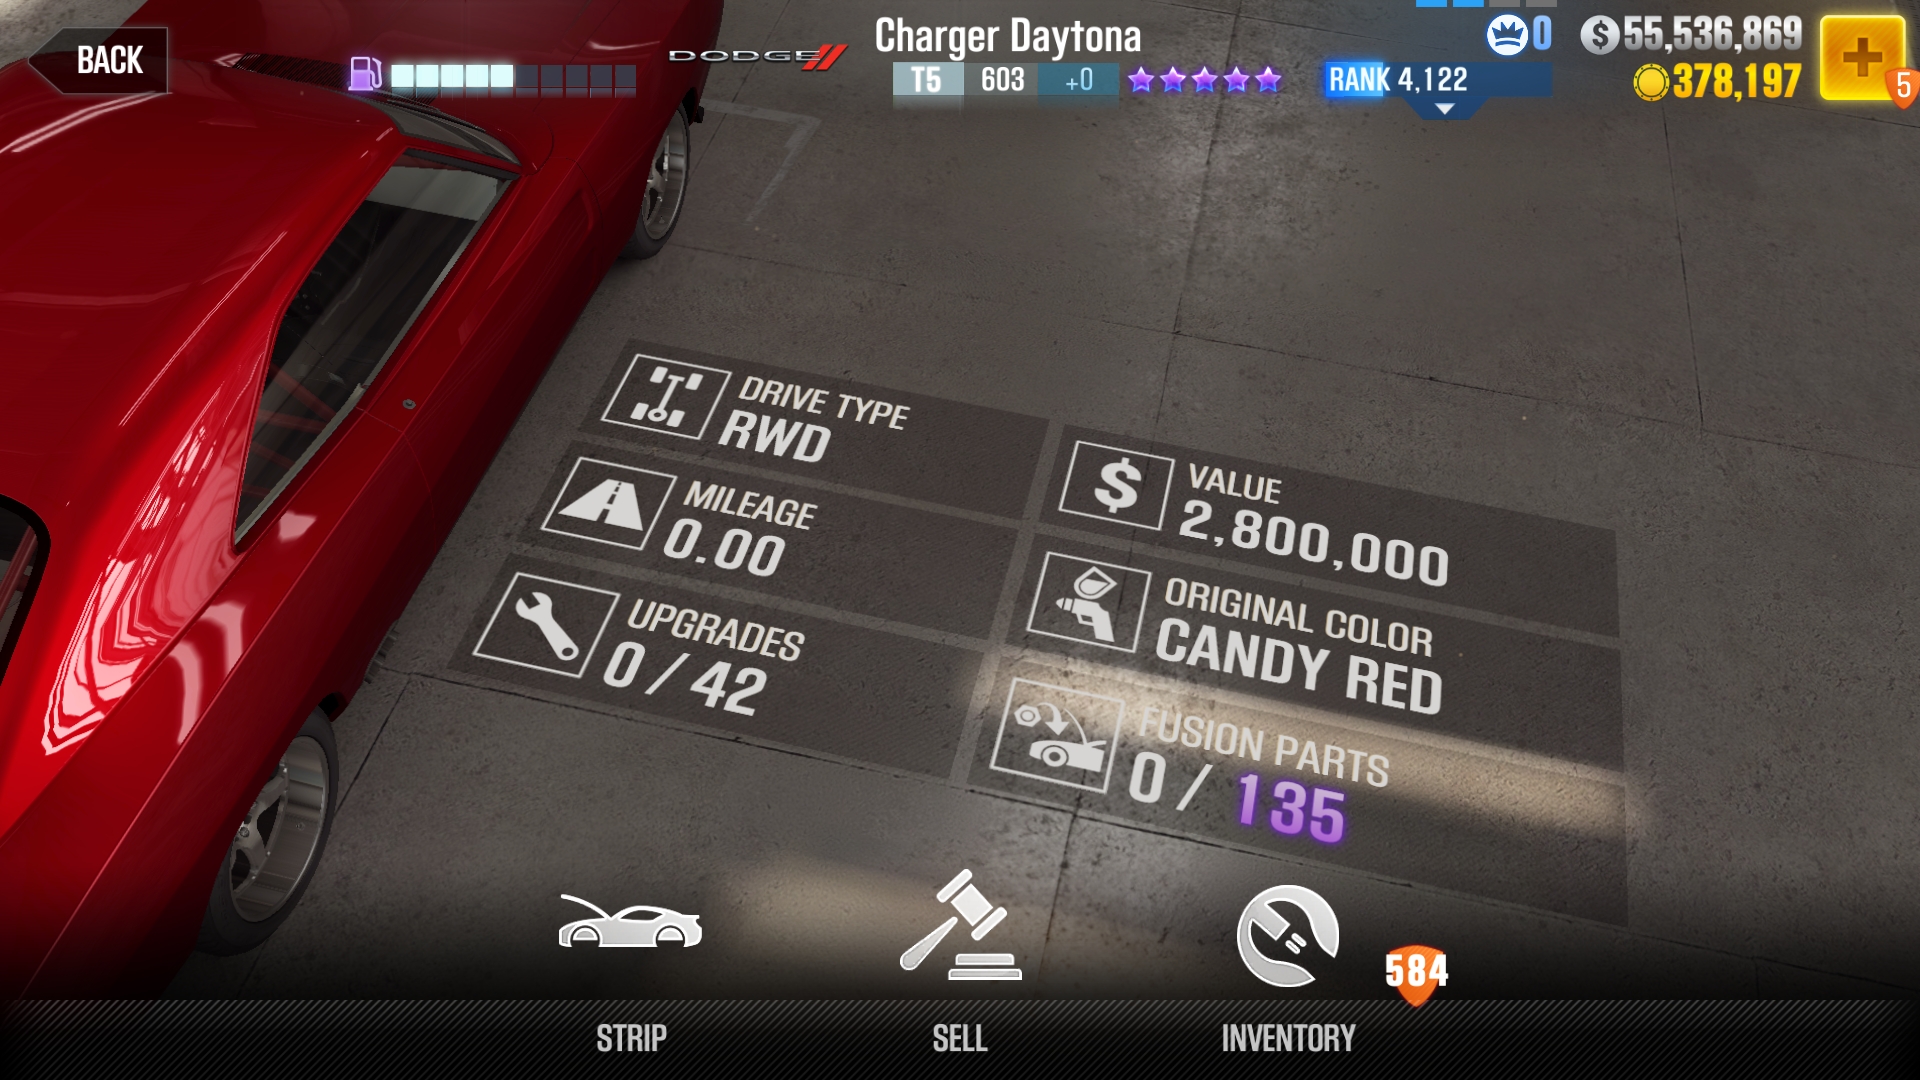 BACK
DODGE
Charger Daytona
T5 603 +0
RANK 4,122
0
$ 55,536,869
378,197
5
DRIVE TYPE
RWD
MILEAGE
0.00
UPGRADES
0 / 42
$
VALUE
2,800,000
ORIGINAL COLOR
CANDY RED
FUSION PARTS
0 / 135
584
STRIP
SELL
INVENTORY